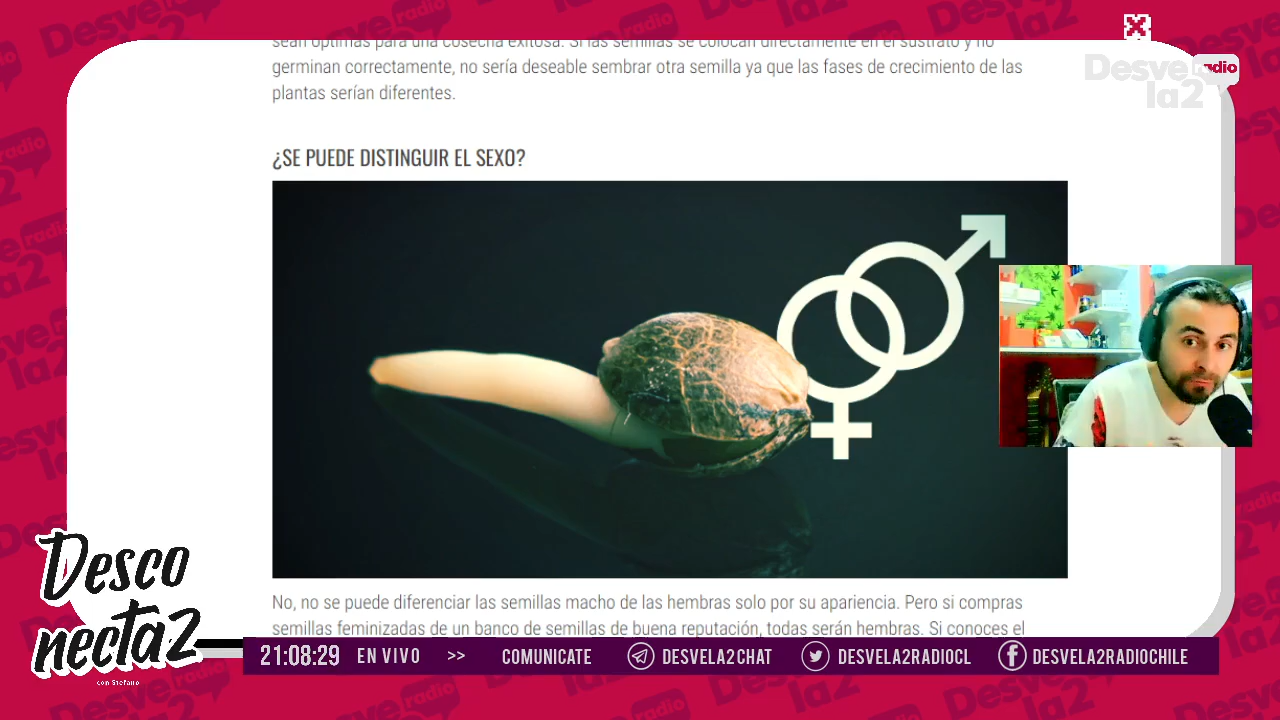 sean óptimas para una cosecha exitosa. Si las semillas se colocan directamente en el sustrato y no
germinan correctamente, no sería deseable sembrar otra semilla ya que las fases de crecimiento de las
plantas serían diferentes.
Desve
la2
radio
¿SE PUEDE DISTINGUIR EL SEXO?
No, no se puede diferenciar las semillas macho de las hembras solo por su apariencia. Pero si compras
semillas feminizadas de un banco de semillas de buena reputación, todas serán hembras. Si conoces el
Desco
necta2
con Stefano
21:08:29 EN VIVO >> COMUNICATE DESVELA2CHAT DESVELA2RADIOCL DESVELA2RADIOCHILE